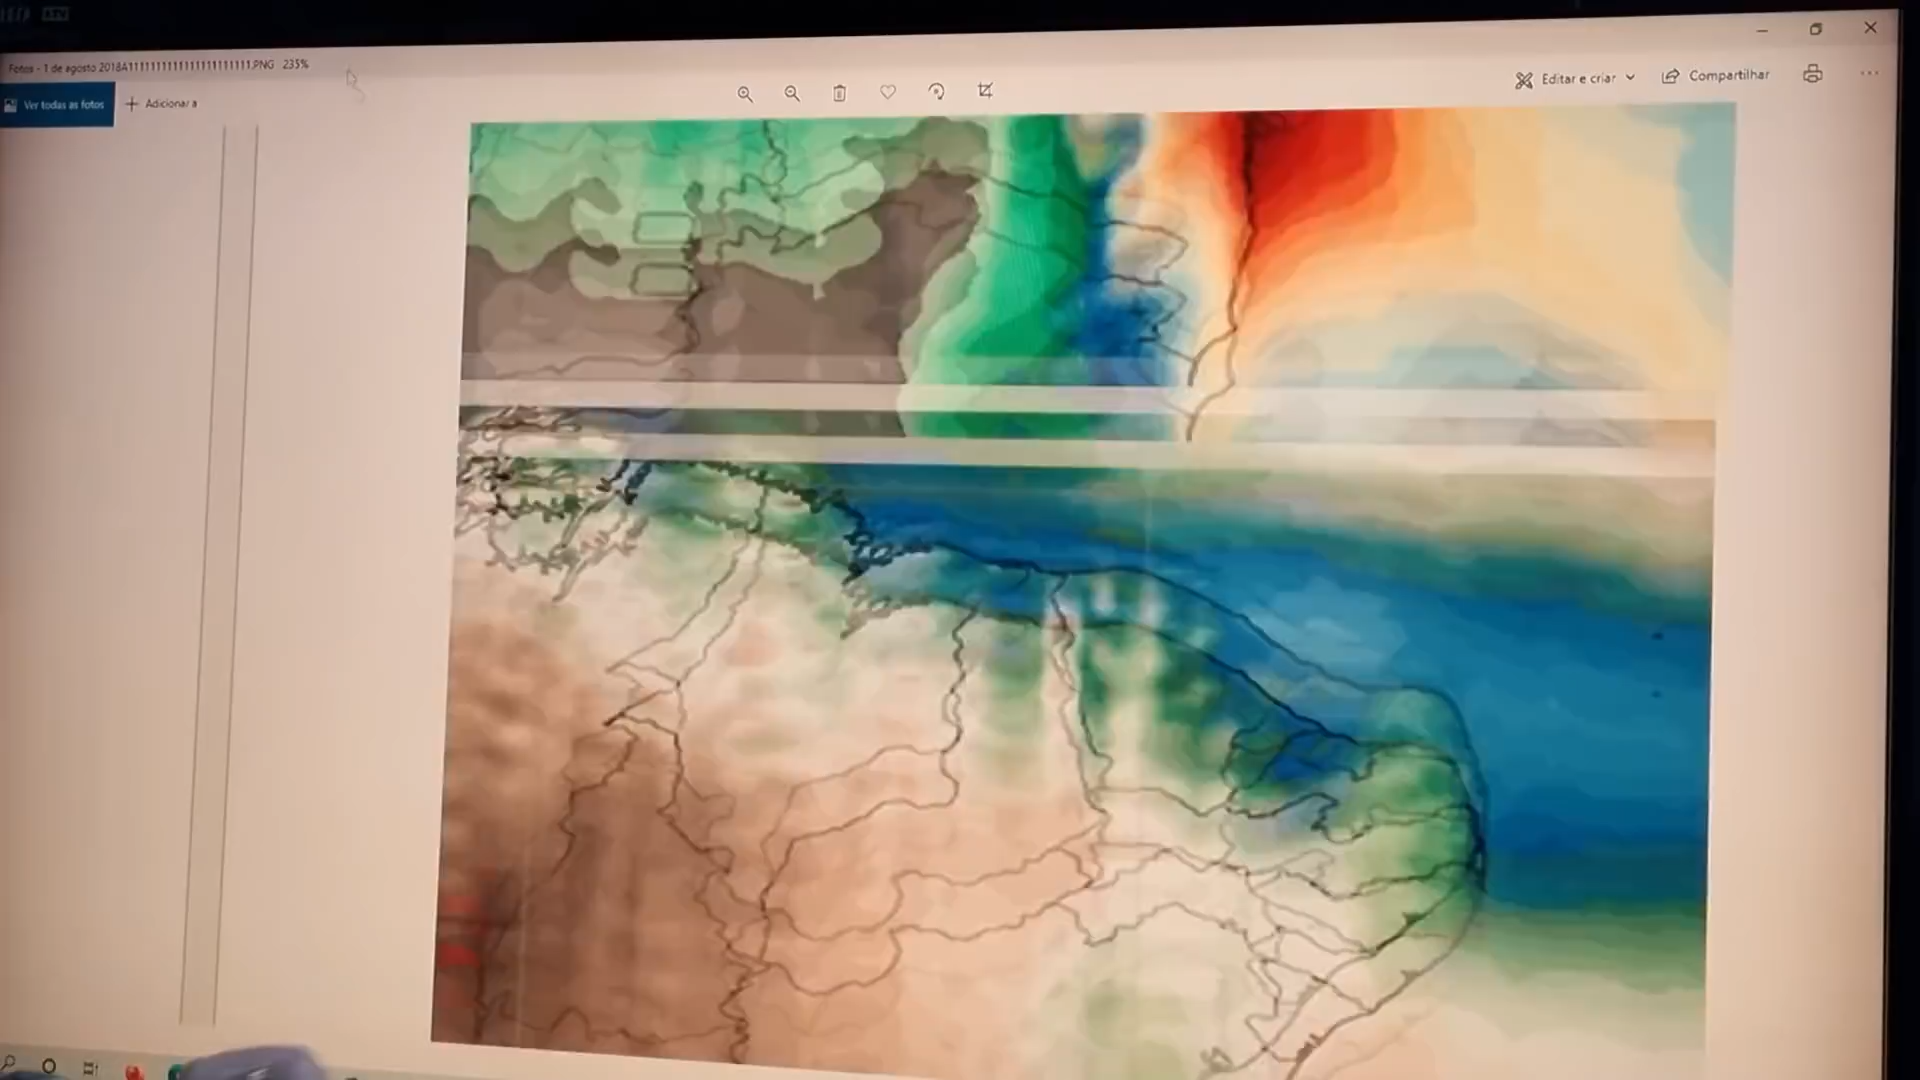 Fotos - 1 de agosto 2018A1111111111111111111111.PNG 235%
Ver todas as fotos
Adicionar a
Editar e criar
Compartilhar